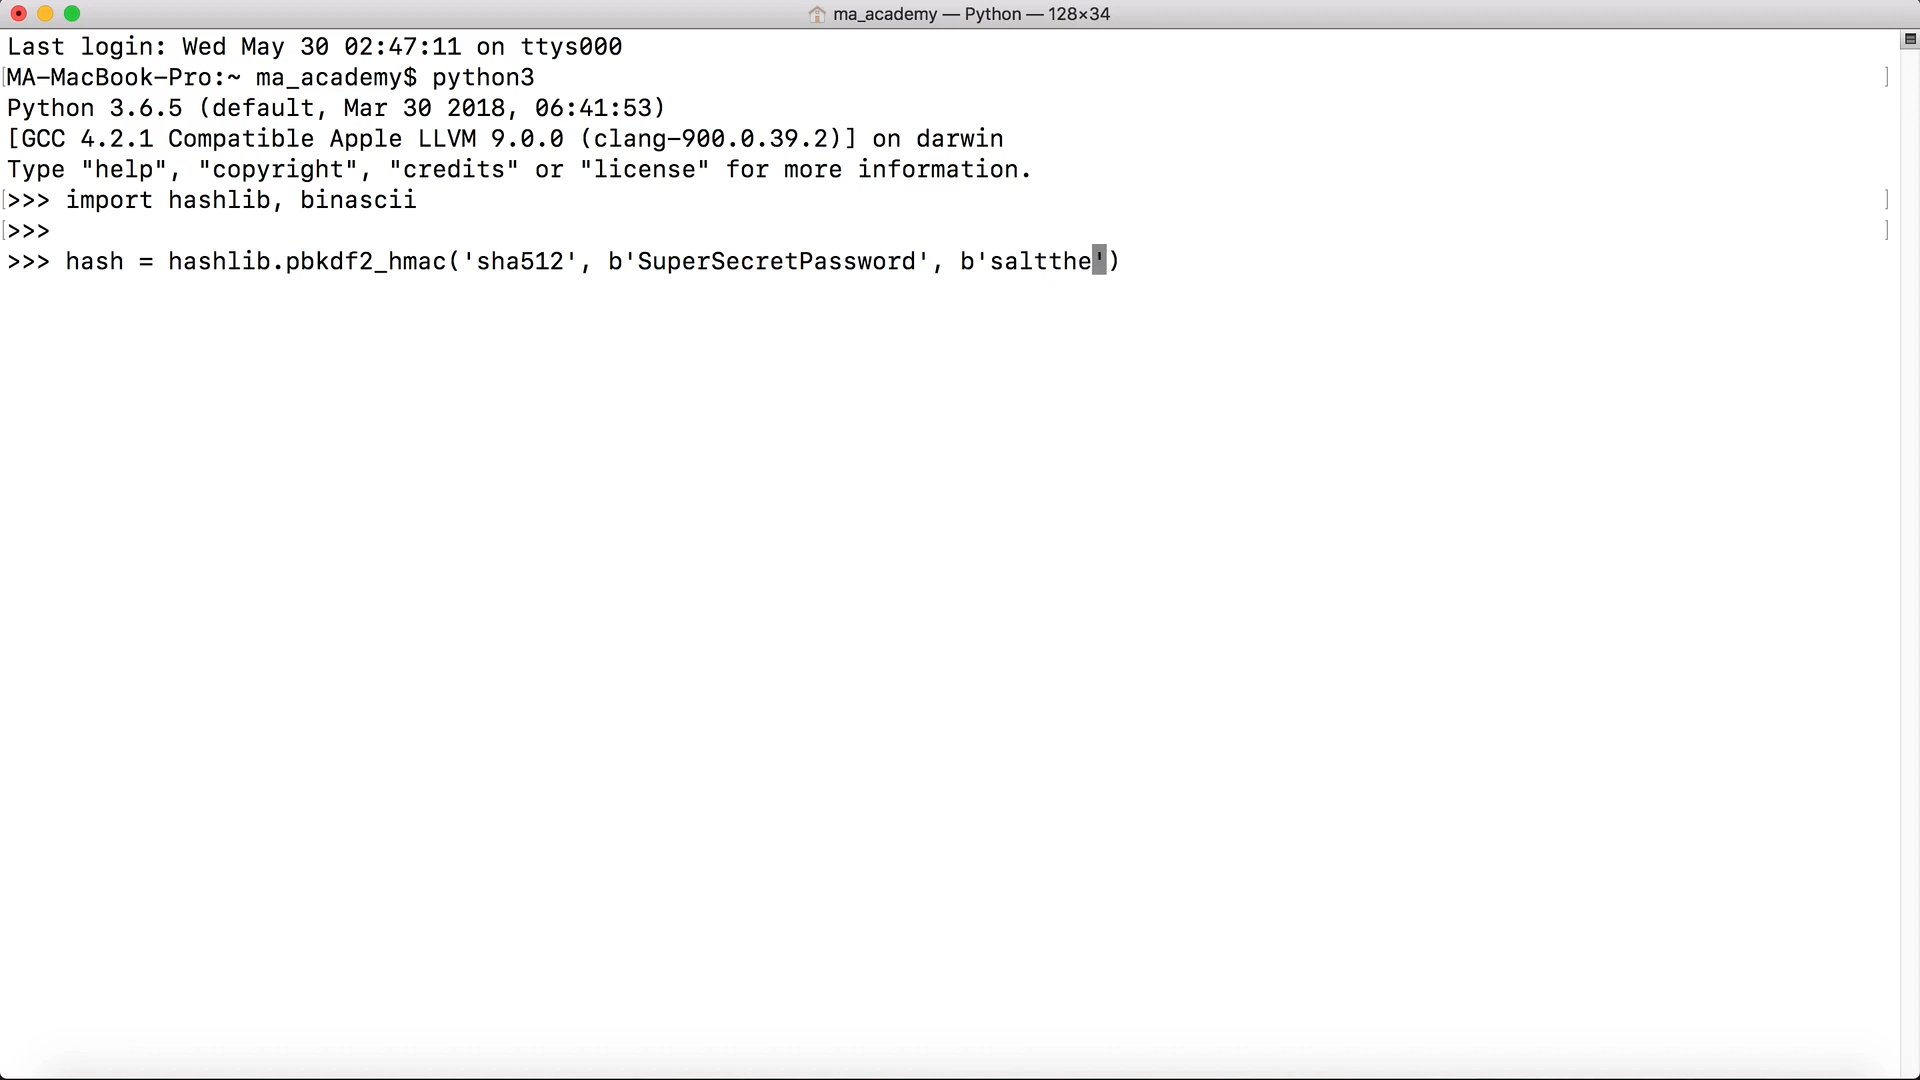 ma_academy — Python — 128×34
Last login: Wed May 30 02:47:11 on ttys000
[MA-MacBook-Pro:~ ma_academy$ python3 ]
Python 3.6.5 (default, Mar 30 2018, 06:41:53)
[GCC 4.2.1 Compatible Apple LLVM 9.0.0 (clang-900.0.39.2)] on darwin
Type "help", "copyright", "credits" or "license" for more information.
[>>> import hashlib, binascii ]
[>>> ]
>>> hash = hashlib.pbkdf2_hmac('sha512', b'SuperSecretPassword', b'saltthe')